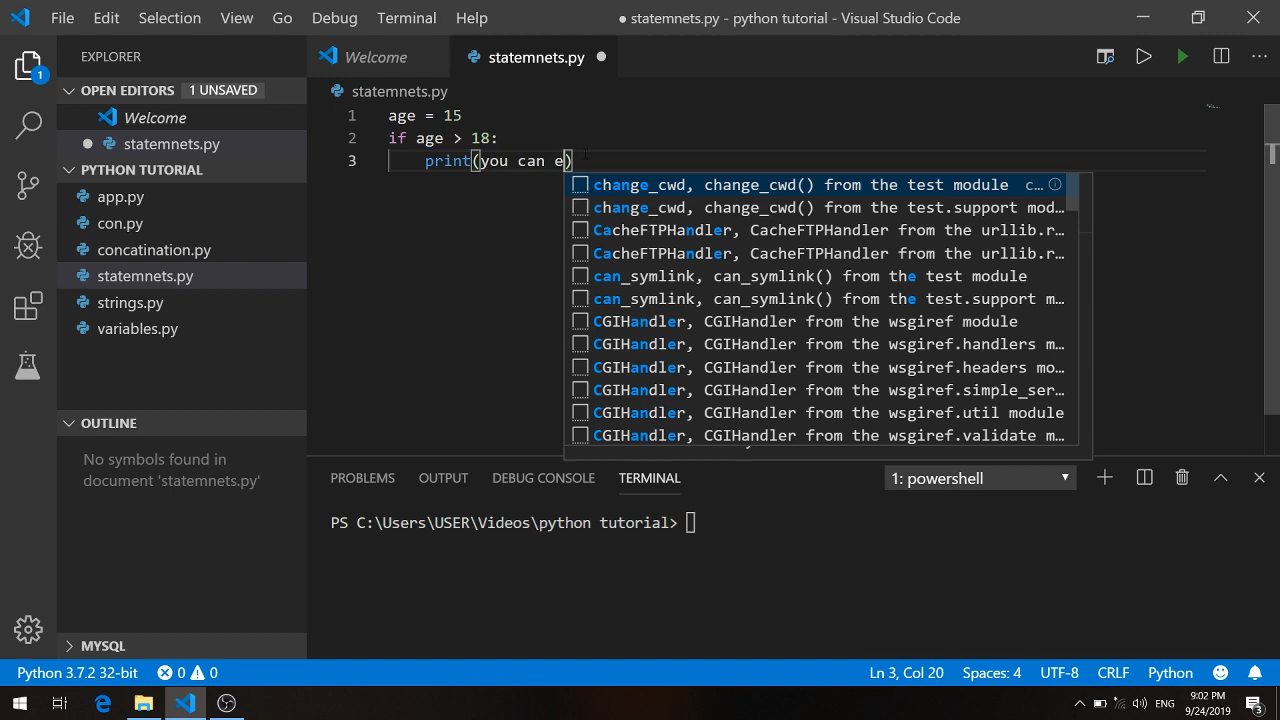 File Edit Selection View Go Debug Terminal Help
● statemnets.py - python tutorial - Visual Studio Code
EXPLORER
Welcome
statemnets.py
1
OPEN EDITORS 1 UNSAVED
Welcome
statemnets.py
PYTHON TUTORIAL
app.py
con.py
concatination.py
statemnets.py
strings.py
variables.py
OUTLINE
No symbols found in
document 'statemnets.py'
MYSQL
statemnets.py
1 age = 15
2 if age > 18:
3 print(you can e)
change_cwd, change_cwd() from the test module c…
change_cwd, change_cwd() from the test.support mod…
CacheFTPHandler, CacheFTPHandler from the urllib.r…
CacheFTPHandler, CacheFTPHandler from the urllib.r…
can_symlink, can_symlink() from the test module
can_symlink, can_symlink() from the test.support m…
CGIHandler, CGIHandler from the wsgiref module
CGIHandler, CGIHandler from the wsgiref.handlers m…
CGIHandler, CGIHandler from the wsgiref.headers mo…
CGIHandler, CGIHandler from the wsgiref.simple_ser…
CGIHandler, CGIHandler from the wsgiref.util module
CGIHandler, CGIHandler from the wsgiref.validate m…
PROBLEMS OUTPUT DEBUG CONSOLE TERMINAL 1: powershell
PS C:\Users\USER\Videos\python tutorial>
Python 3.7.2 32-bit 0 0 Ln 3, Col 20 Spaces: 4 UTF-8 CRLF Python
ENG
9:02 PM
9/24/2019
3